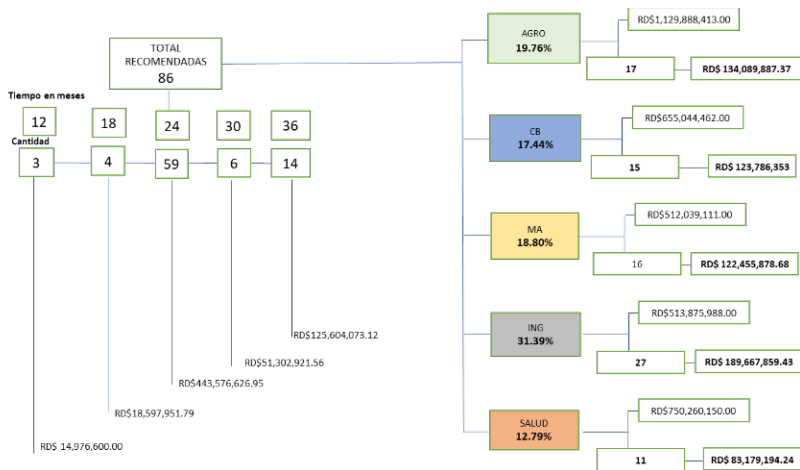 TOTAL
RECOMENDADAS
86
Tiempo en meses
12
18
24
30
36
Cantidad
3
4
59
6
14
RD$125,604,073.12
RD$51,302,921.56
RD$443,576,626.95
RD$18,597,951.79
RD$ 14,976,600.00
AGRO
19.76%
RD$1,129,888,413.00
17
RD$ 134,089,887.37
CB
17.44%
RD$655,044,462.00
15
RD$ 123,786,353
MA
18.80%
RD$512,039,111.00
16
RD$ 122,455,878.68
ING
31.39%
RD$513,875,988.00
27
RD$ 189,667,859.43
SALUD
12.79%
RD$750,260,150.00
11
RD$ 83,179,194.24